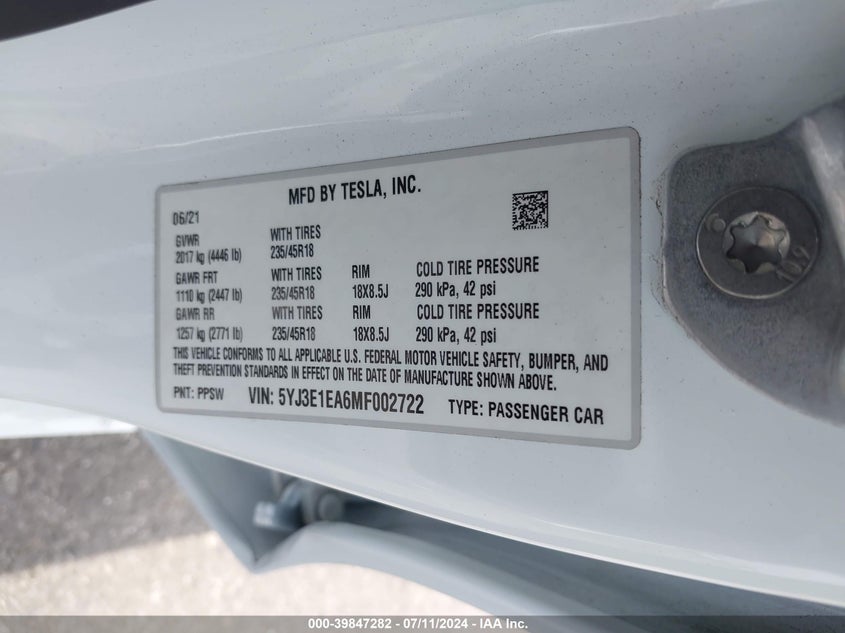 MFD BY TESLA, INC.
06/21
GVWR WITH TIRES
2017 kg (4446 lb) 235/45R18
GAWR FRT WITH TIRES RIM COLD TIRE PRESSURE
1110 kg (2447 lb) 235/45R18 18X8.5J 290 kPa, 42 psi
GAWR RR WITH TIRES RIM COLD TIRE PRESSURE
1257 kg (2771 lb) 235/45R18 18X8.5J 290 kPa, 42 psi
THIS VEHICLE CONFORMS TO ALL APPLICABLE U.S. FEDERAL MOTOR VEHICLE SAFETY, BUMPER, AND
THEFT PREVENTION STANDARDS IN EFFECT ON THE DATE OF MANUFACTURE SHOWN ABOVE.
PNT: PPSW VIN: 5YJ3E1EA6MF002722 TYPE: PASSENGER CAR
000-39847282 - 07/11/2024 - IAA Inc.